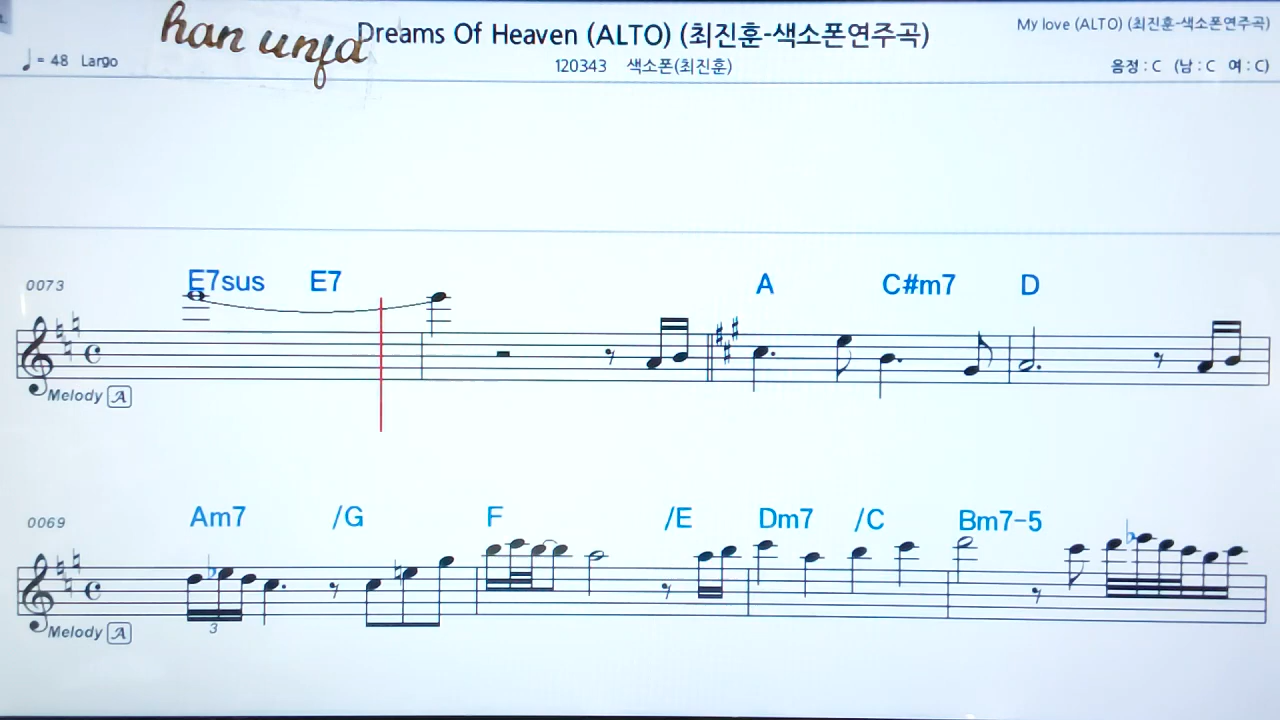 han unja
Dreams Of Heaven (ALTO) (최진훈-색소폰연주곡)
My love (ALTO) (최진훈-색소폰연주곡)
♩ = 48 Largo
120343 색소폰(최진훈)
음정 : C (남 : C 여 : C)
0073
E7sus E7 A C#m7 D
Melody A
0069
Am7 /G F /E Dm7 /C Bm7-5
3
Melody A